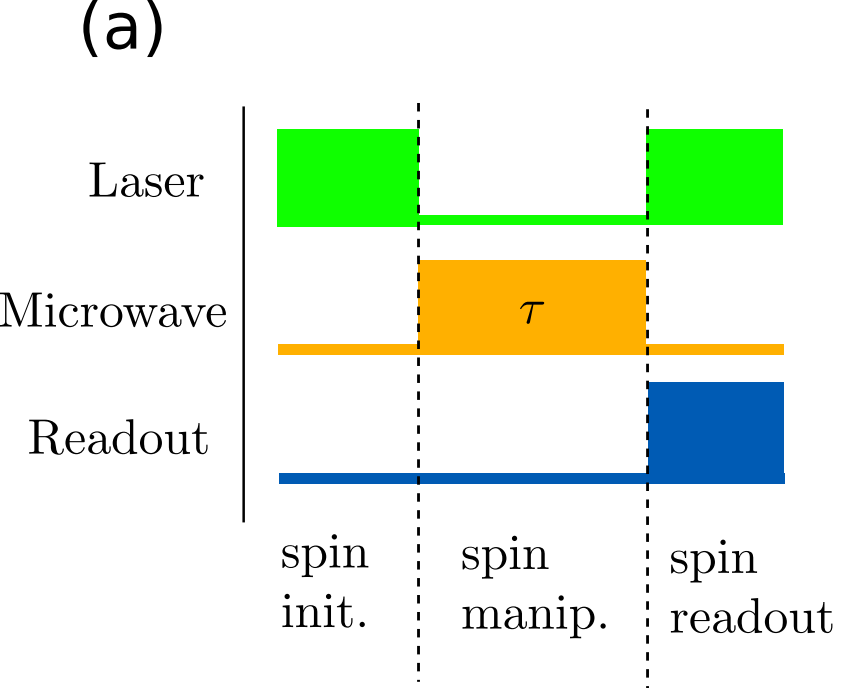 (a)
Laser
Microwave
τ
Readout
spin
init.
spin
manip.
spin
readout